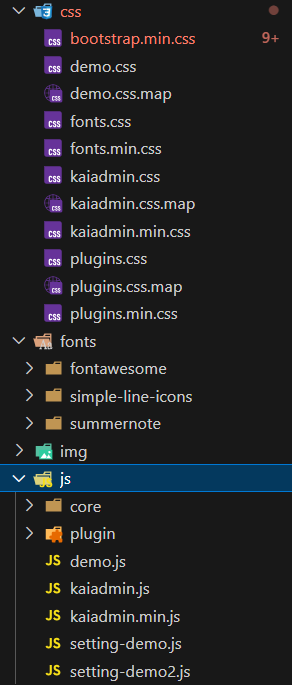 css
bootstrap.min.css 9+
demo.css
demo.css.map
fonts.css
fonts.min.css
kaiadmin.css
kaiadmin.css.map
kaiadmin.min.css
plugins.css
plugins.css.map
plugins.min.css
fonts
fontawesome
simple-line-icons
summernote
img
js
core
plugin
JS demo.js
JS kaiadmin.js
JS kaiadmin.min.js
JS setting-demo.js
JS setting-demo2.js